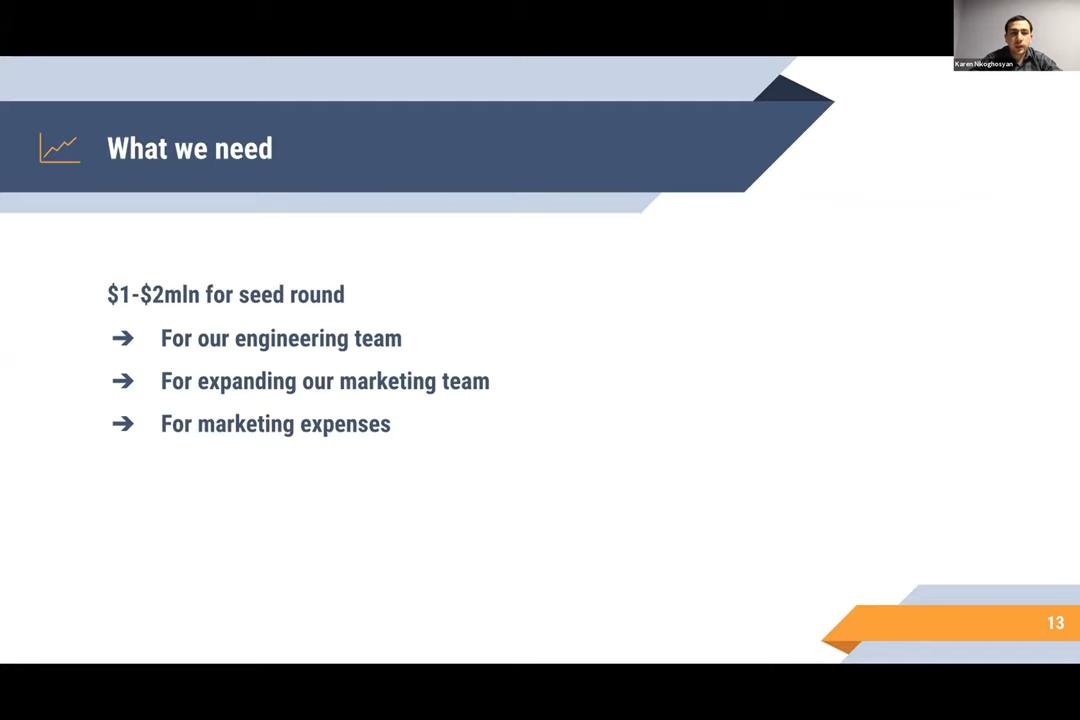 Karen Nikoghosyan
What we need
$1-$2mln for seed round
➔ For our engineering team
➔ For expanding our marketing team
➔ For marketing expenses
13